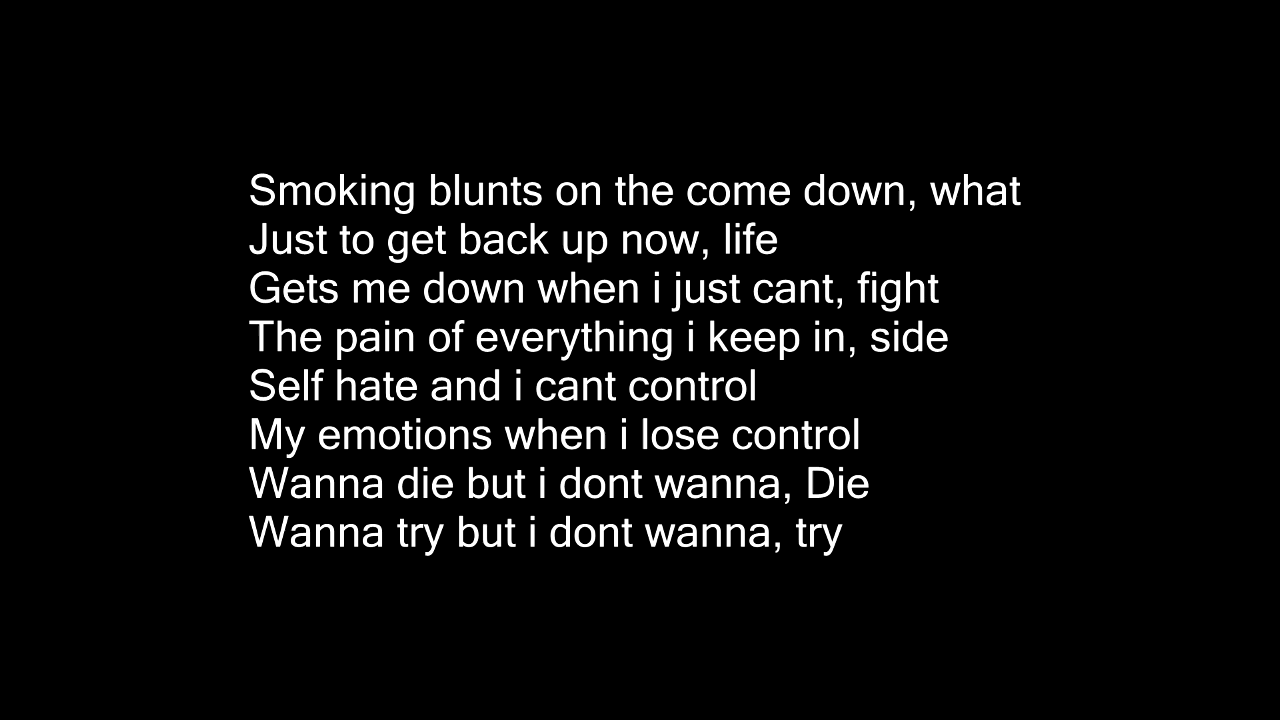 Smoking blunts on the come down, what
Just to get back up now, life
Gets me down when i just cant, fight
The pain of everything i keep in, side
Self hate and i cant control
My emotions when i lose control
Wanna die but i dont wanna, Die
Wanna try but i dont wanna, try